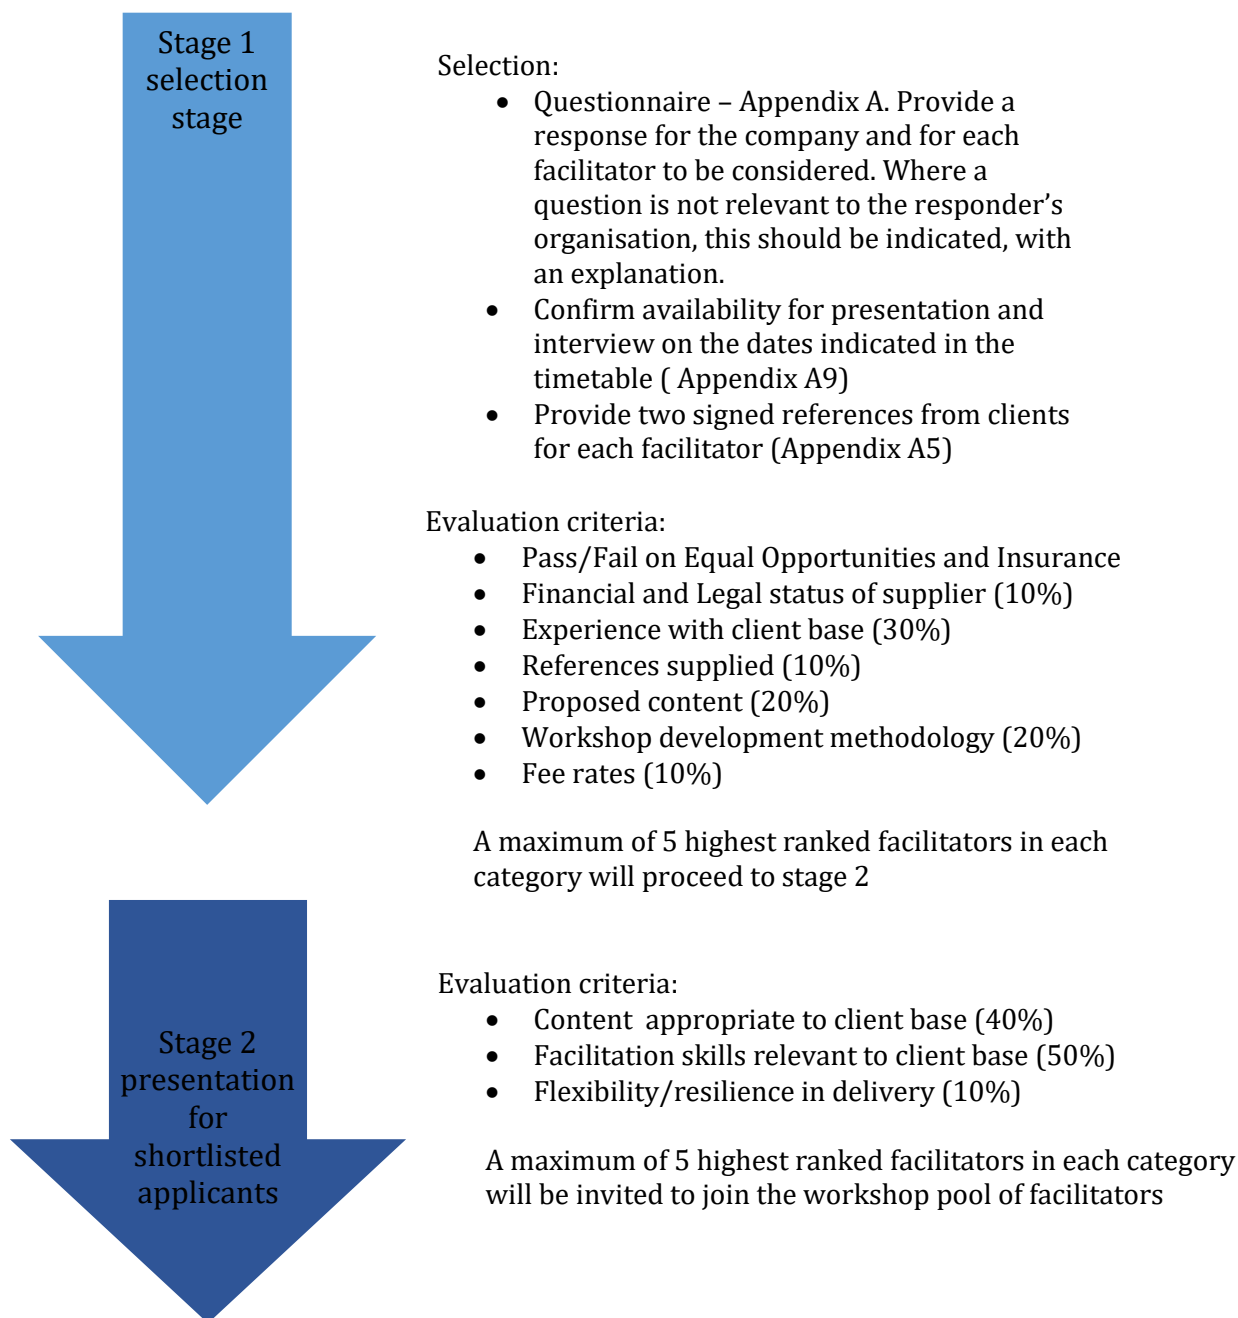 Stage 1
selection
stage
Selection:
• Questionnaire – Appendix A. Provide a
response for the company and for each
facilitator to be considered. Where a
question is not relevant to the responder’s
organisation, this should be indicated, with
an explanation.
• Confirm availability for presentation and
interview on the dates indicated in the
timetable ( Appendix A9)
• Provide two signed references from clients
for each facilitator (Appendix A5)
Evaluation criteria:
• Pass/Fail on Equal Opportunities and Insurance
• Financial and Legal status of supplier (10%)
• Experience with client base (30%)
• References supplied (10%)
• Proposed content (20%)
• Workshop development methodology (20%)
• Fee rates (10%)
A maximum of 5 highest ranked facilitators in each
category will proceed to stage 2
Stage 2
presentation
for
shortlisted
applicants
Evaluation criteria:
• Content  appropriate to client base (40%)
• Facilitation skills relevant to client base (50%)
• Flexibility/resilience in delivery (10%)
A maximum of 5 highest ranked facilitators in each category
will be invited to join the workshop pool of facilitators